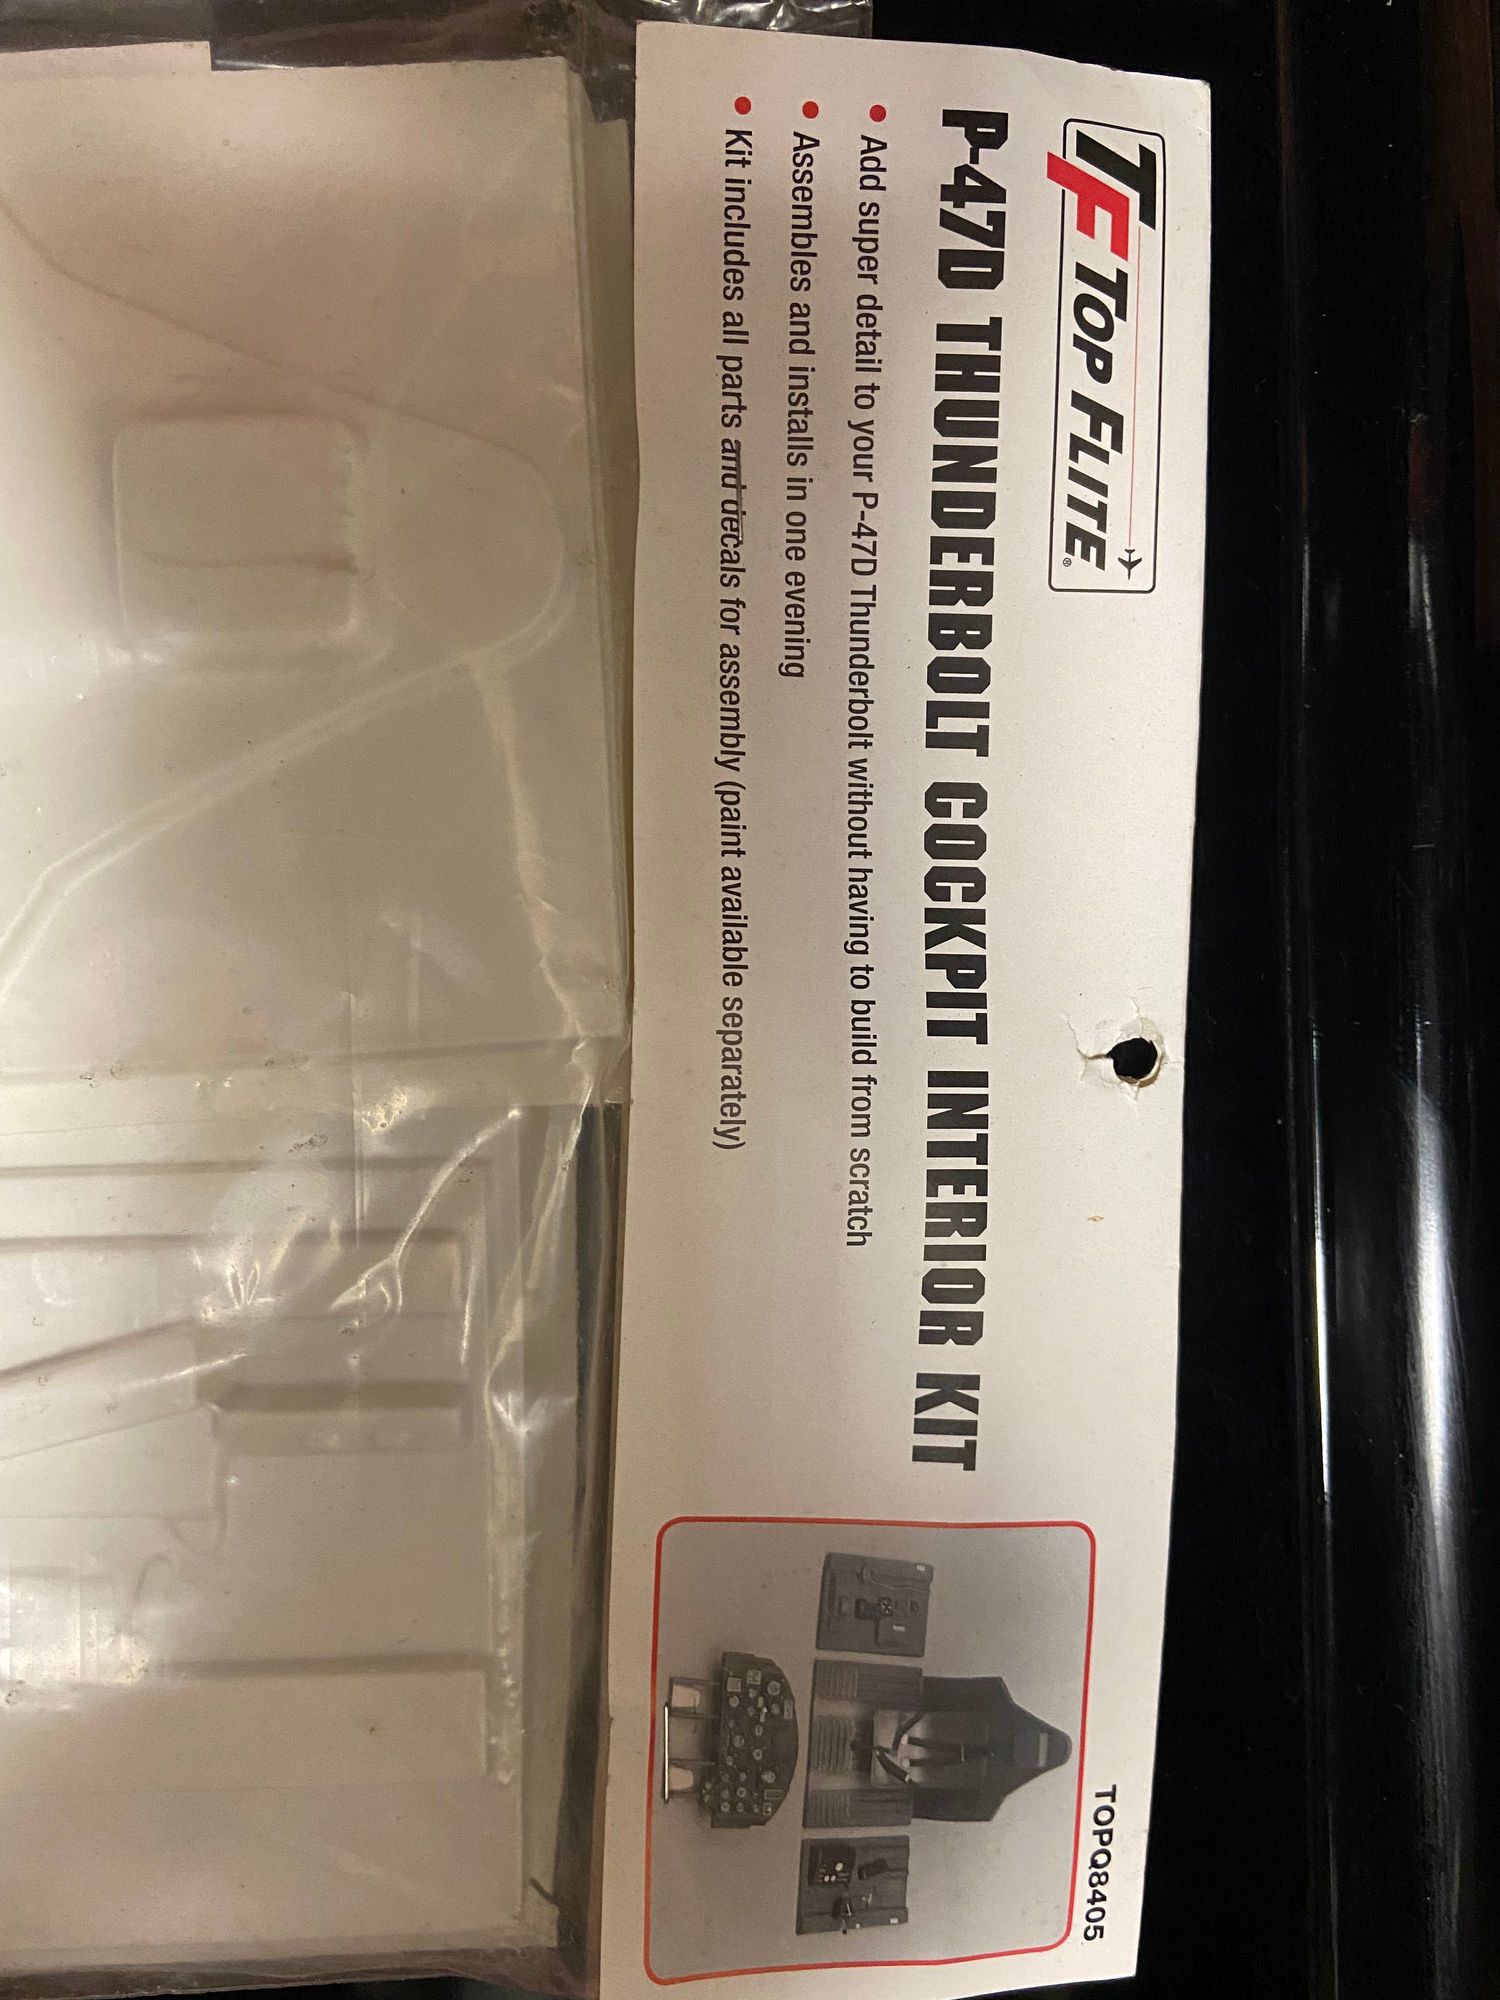 TF TOP FLITE®
TOPQ8405
P-47D THUNDERBOLT COCKPIT INTERIOR KIT
• Add super detail to your P-47D Thunderbolt without having to build from scratch
• Assembles and installs in one evening
• Kit includes all parts and decals for assembly (paint available separately)